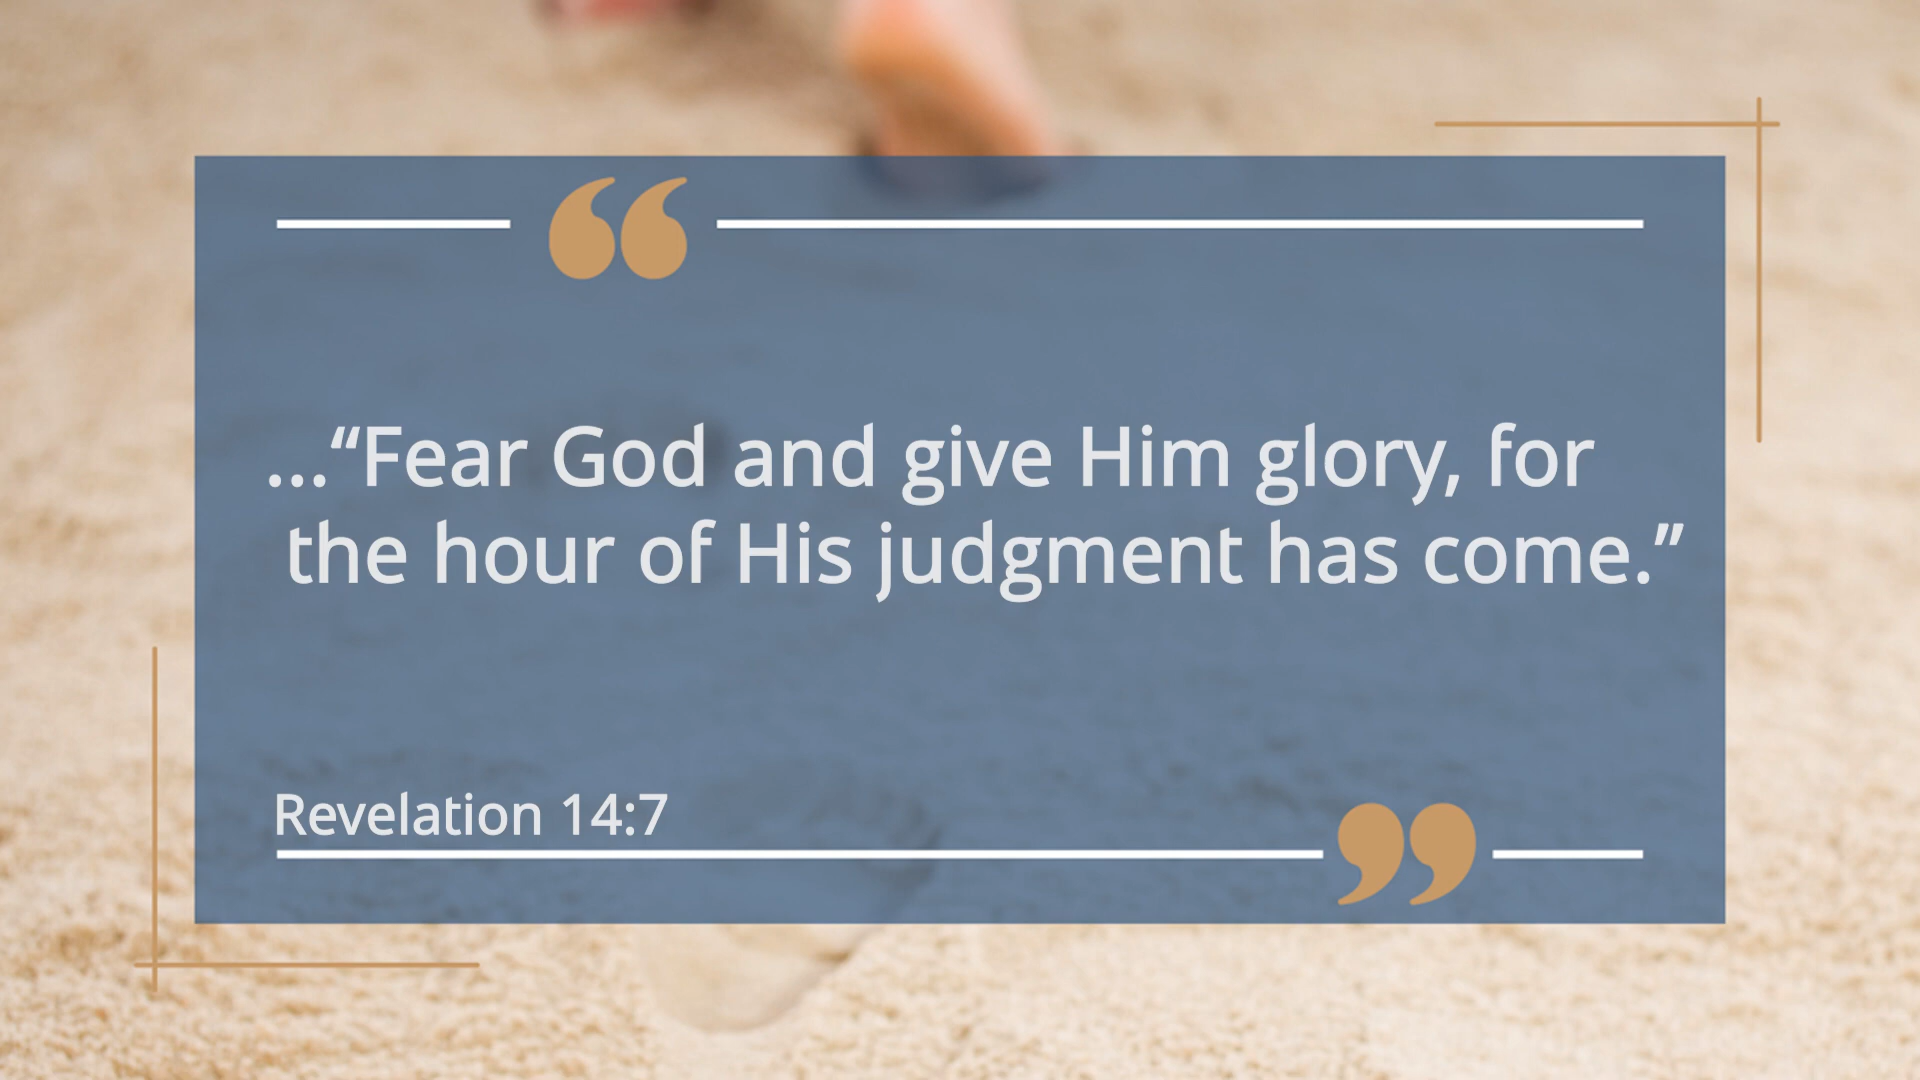 ...“Fear God and give Him glory, for
the hour of His judgment has come.”
Revelation 14:7